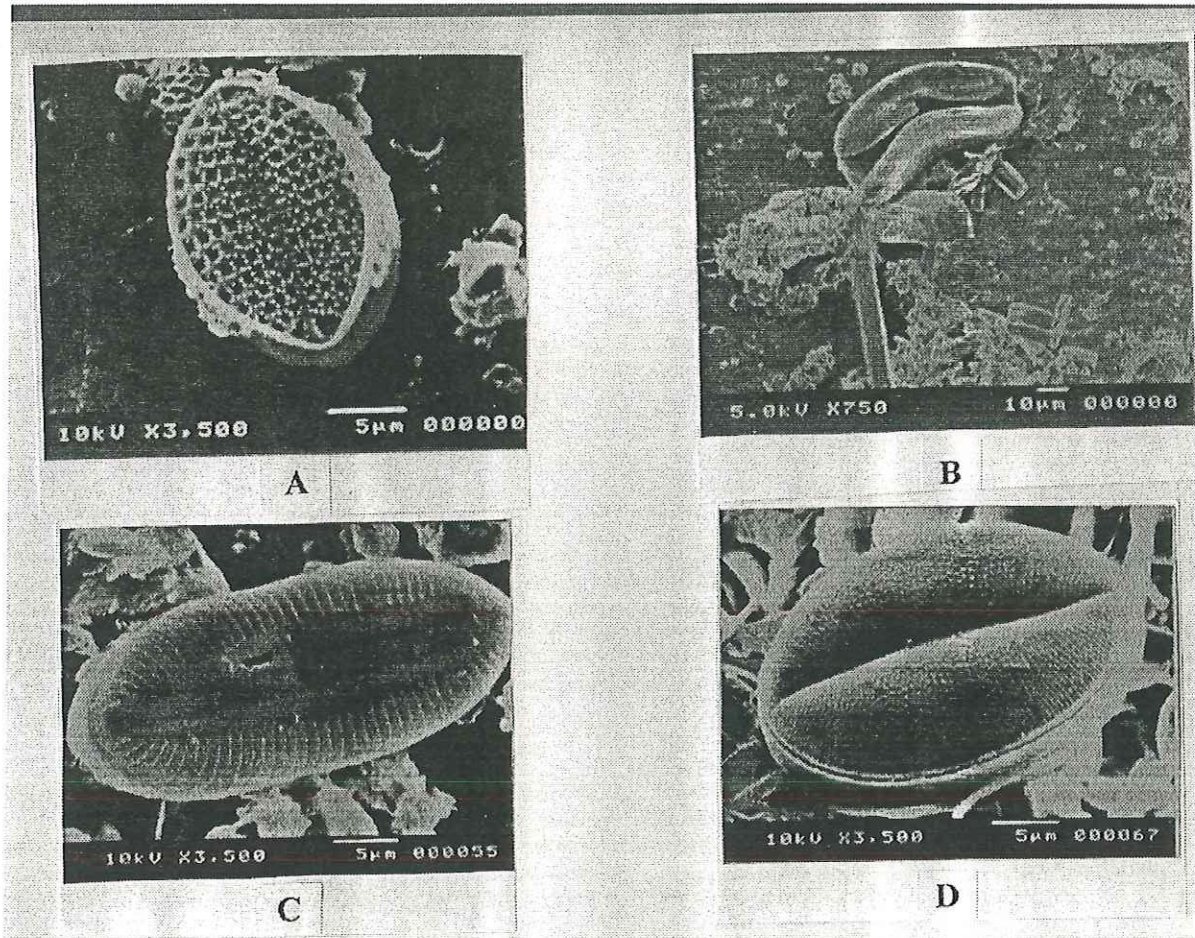 10kV X3,500 5µm 000000
A
5.0kV X750 10µm 000000
B
10kV X3,500 5µm 000055
C
10kV X3,500 5µm 000067
D